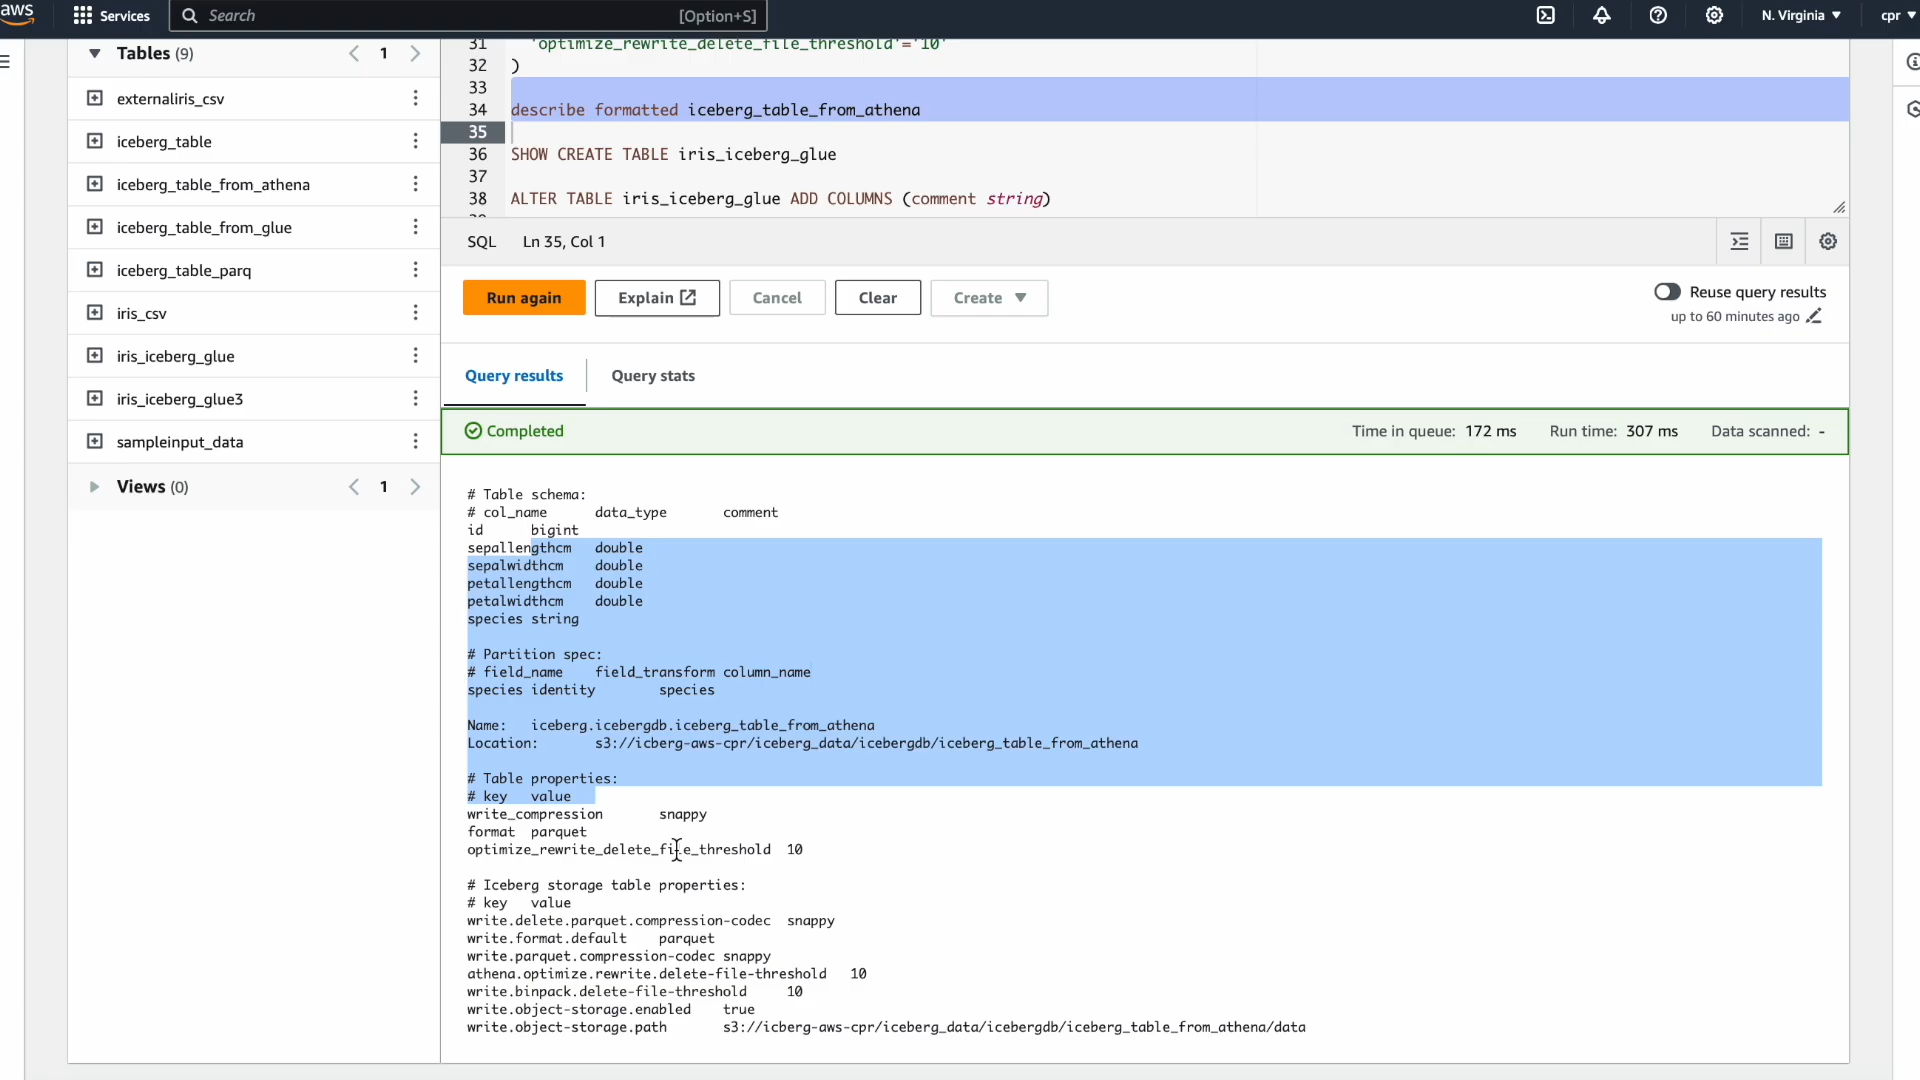 aws Services Search [Option+S] N. Virginia cpr
Tables (9) 1
externaliris_csv
iceberg_table
iceberg_table_from_athena
iceberg_table_from_glue
iceberg_table_parq
iris_csv
iris_iceberg_glue
iris_iceberg_glue3
sampleinput_data
Views (0) 1
31 'optimize_rewrite_delete_file_threshold'='10'
32 )
33
34 describe formatted iceberg_table_from_athena
35
36 SHOW CREATE TABLE iris_iceberg_glue
37
38 ALTER TABLE iris_iceberg_glue ADD COLUMNS (comment string)
39
SQL Ln 35, Col 1
Run again Explain Cancel Clear Create
Reuse query results
up to 60 minutes ago
Query results Query stats
Completed Time in queue: 172 ms Run time: 307 ms Data scanned: -
# Table schema:
# col_name data_type comment
id bigint
sepallengthcm double
sepalwidthcm double
petallengthcm double
petalwidthcm double
species string
# Partition spec:
# field_name field_transform column_name
species identity species
Name: iceberg.icebergdb.iceberg_table_from_athena
Location: s3://icberg-aws-cpr/iceberg_data/icebergdb/iceberg_table_from_athena
# Table properties:
# key value
write_compression snappy
format parquet
optimize_rewrite_delete_file_threshold 10
# Iceberg storage table properties:
# key value
write.delete.parquet.compression-codec snappy
write.format.default parquet
write.parquet.compression-codec snappy
athena.optimize.rewrite.delete-file-threshold 10
write.binpack.delete-file-threshold 10
write.object-storage.enabled true
write.object-storage.path s3://icberg-aws-cpr/iceberg_data/icebergdb/iceberg_table_from_athena/data